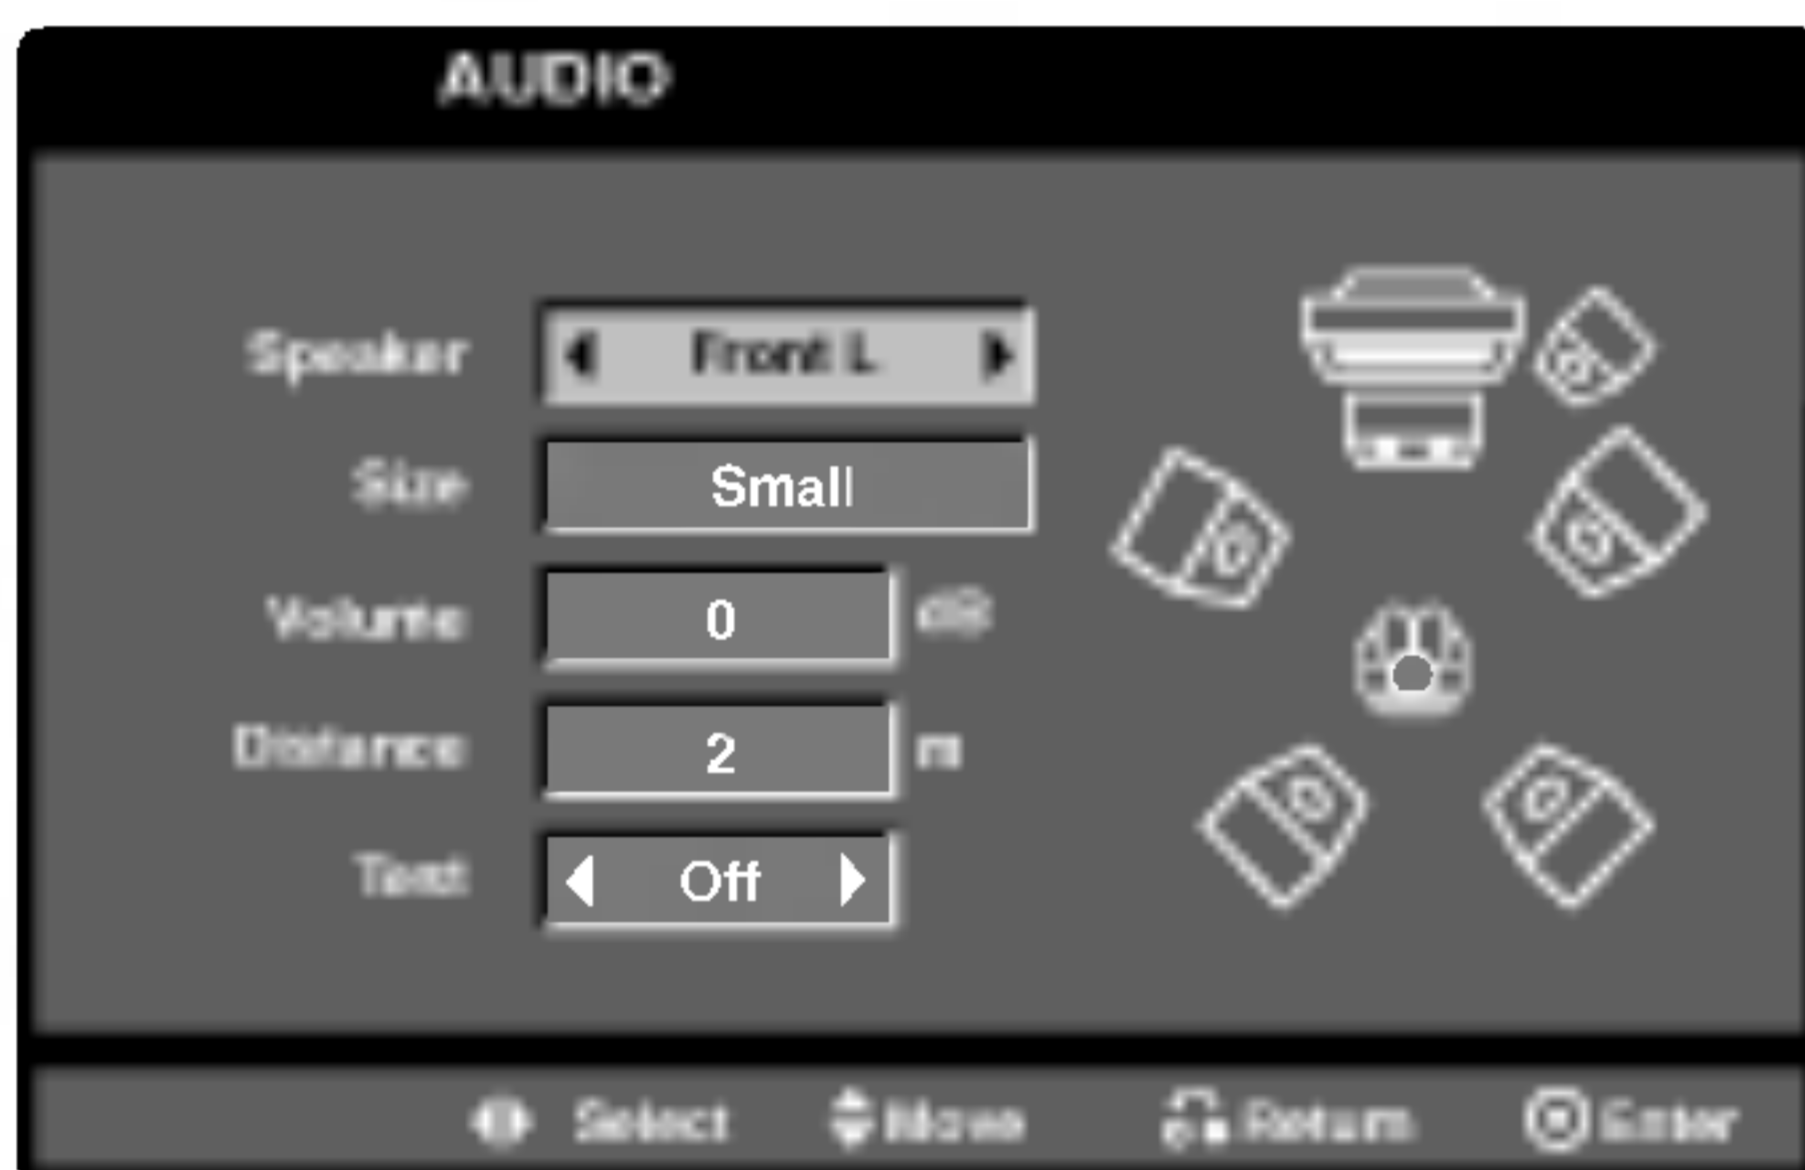 AUDIO
Speaker Front L
Size Small
Volume 0 dB
Distance 2 m
Test Off
Select Move Return Enter